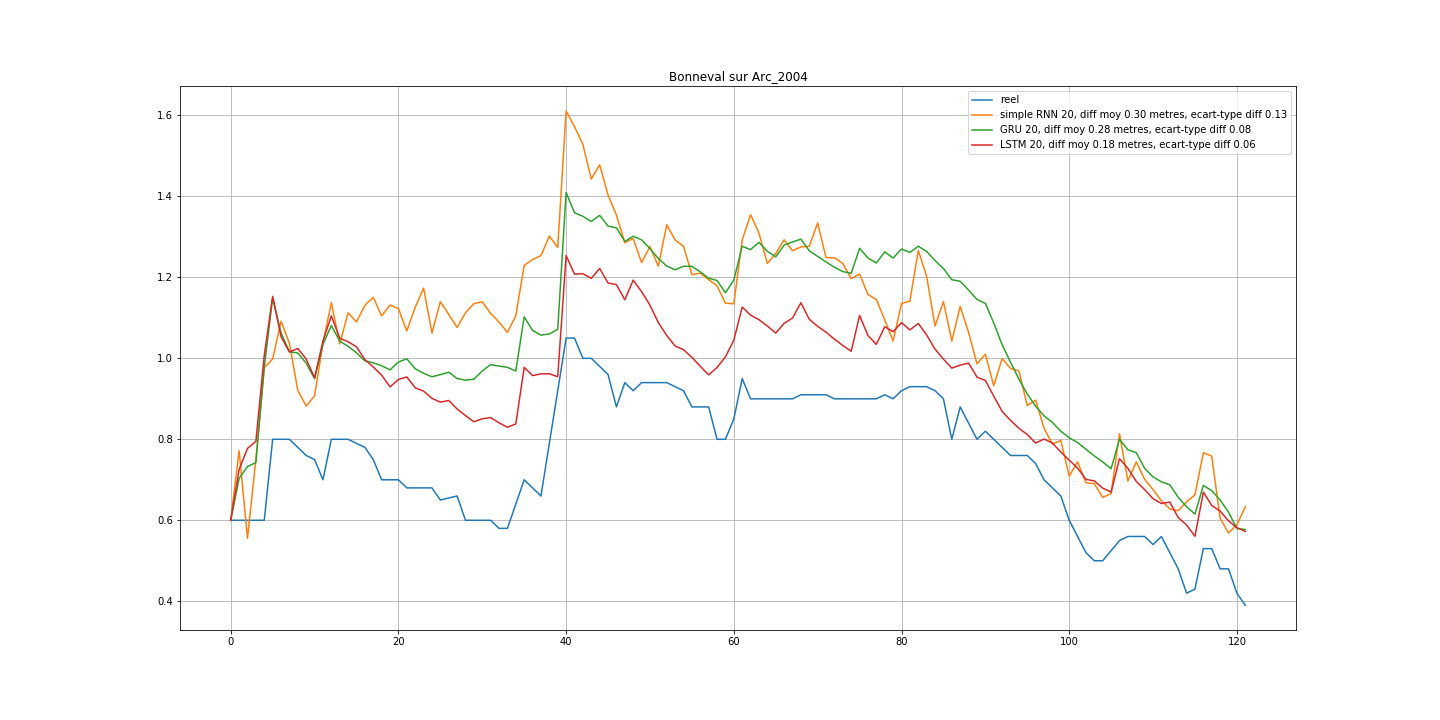 Bonneval sur Arc_2004
reel
simple RNN 20, diff moy 0.30 metres, ecart-type diff 0.13
GRU 20, diff moy 0.28 metres, ecart-type diff 0.08
LSTM 20, diff moy 0.18 metres, ecart-type diff 0.06
1.6
1.4
1.2
1.0
0.8
0.6
0.4
0 20 40 60 80 100 120